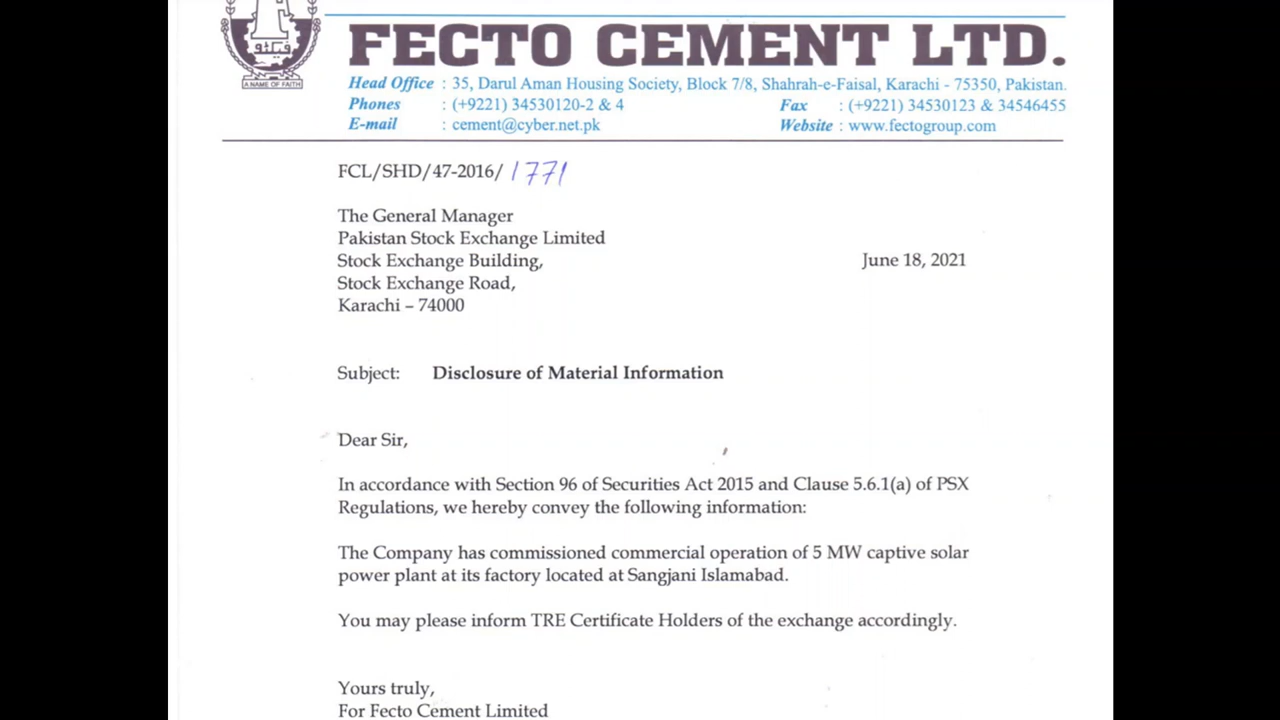 فیکٹو
A NAME OF FAITH
FECTO CEMENT LTD.
Head Office : 35, Darul Aman Housing Society, Block 7/8, Shahrah-e-Faisal, Karachi - 75350, Pakistan.
Phones : (+9221) 34530120-2 & 4 Fax : (+9221) 34530123 & 34546455
E-mail : cement@cyber.net.pk Website : www.fectogroup.com
FCL/SHD/47-2016/ 1771
The General Manager
Pakistan Stock Exchange Limited
Stock Exchange Building, June 18, 2021
Stock Exchange Road,
Karachi – 74000
Subject: Disclosure of Material Information
Dear Sir,
In accordance with Section 96 of Securities Act 2015 and Clause 5.6.1(a) of PSX
Regulations, we hereby convey the following information:
The Company has commissioned commercial operation of 5 MW captive solar
power plant at its factory located at Sangjani Islamabad.
You may please inform TRE Certificate Holders of the exchange accordingly.
Yours truly,
For Fecto Cement Limited